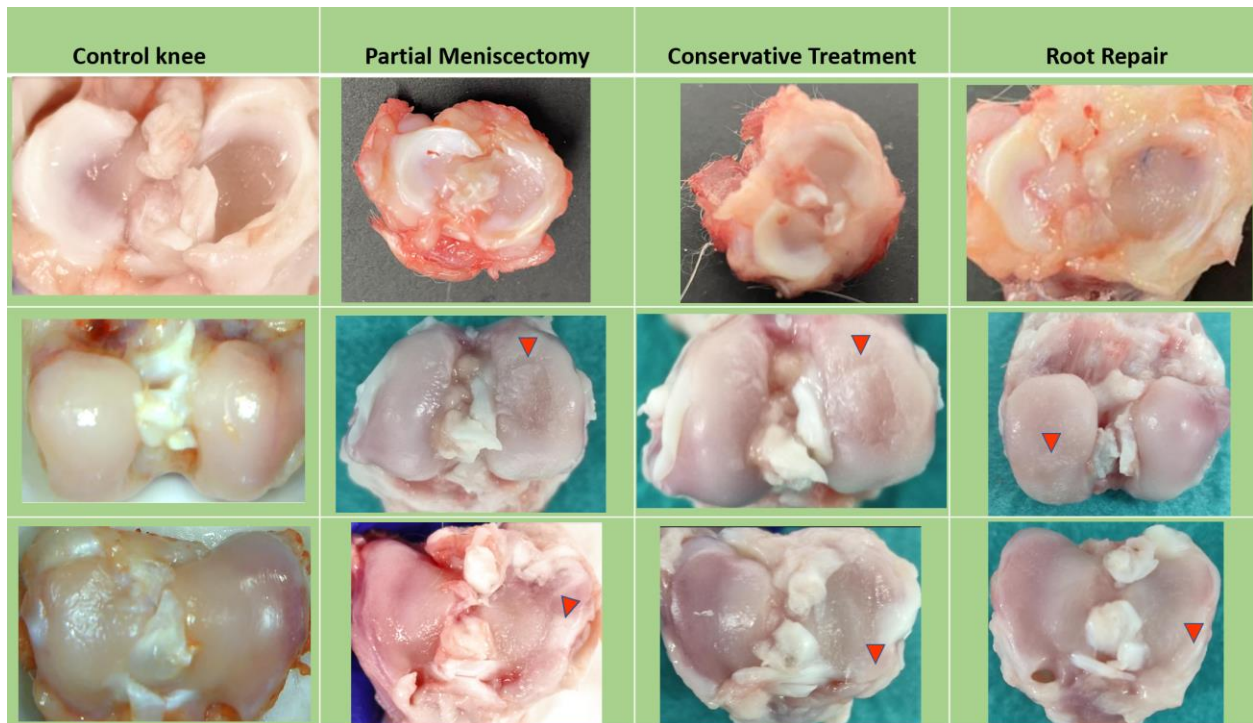 Control knee
Partial Meniscectomy
Conservative Treatment
Root Repair